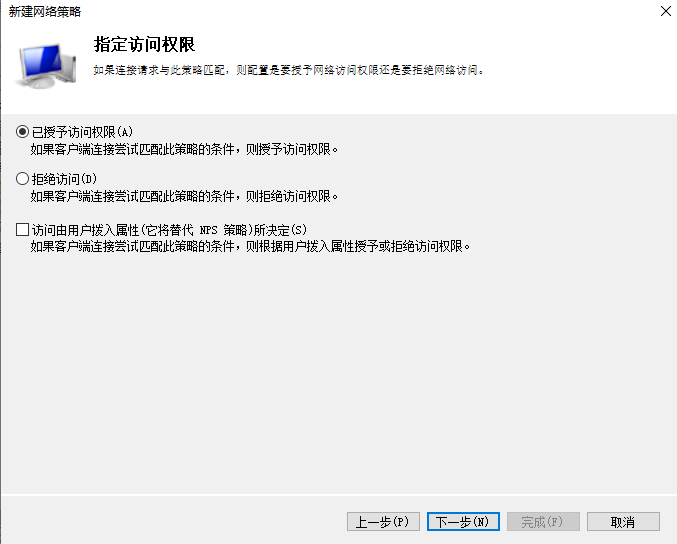 新建网络策略
指定访问权限
如果连接请求与此策略匹配，则配置是要授予网络访问权限还是要拒绝网络访问。
已授予访问权限(A)
如果客户端连接尝试匹配此策略的条件，则授予访问权限。
拒绝访问(D)
如果客户端连接尝试匹配此策略的条件，则拒绝访问权限。
访问由用户拨入属性(它将替代 NPS 策略)所决定(S)
如果客户端连接尝试匹配此策略的条件，则根据用户拨入属性授予或拒绝访问权限。
上一步(P) 下一步(N) 完成(F) 取消